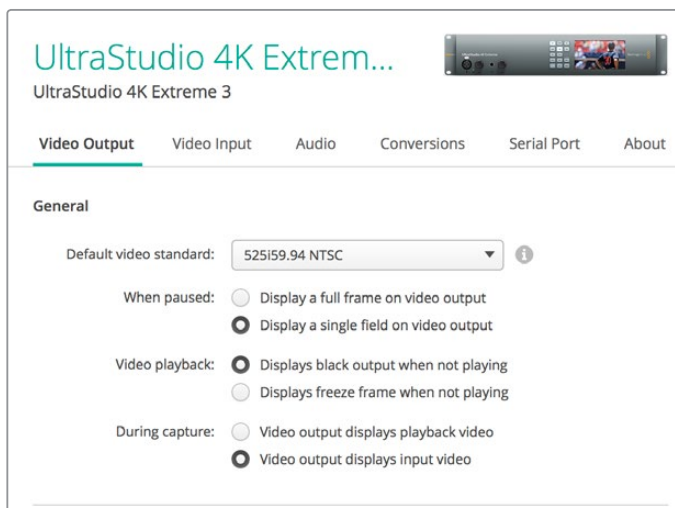 UltraStudio 4K Extrem...
UltraStudio 4K Extreme 3
Video Output Video Input Audio Conversions Serial Port About
General
Default video standard: 525i59.94 NTSC
When paused: Display a full frame on video output
Display a single field on video output
Video playback: Displays black output when not playing
Displays freeze frame when not playing
During capture: Video output displays playback video
Video output displays input video